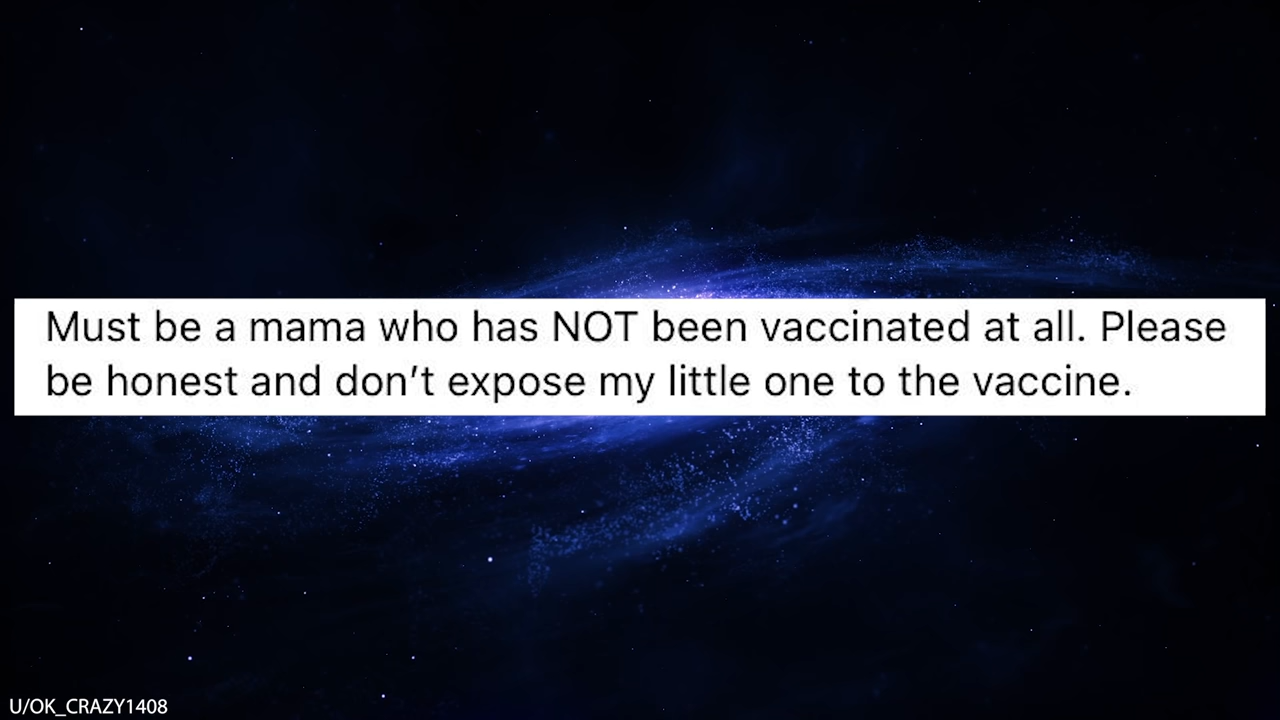 Must be a mama who has NOT been vaccinated at all. Please
be honest and don’t expose my little one to the vaccine.
U/OK_CRAZY1408